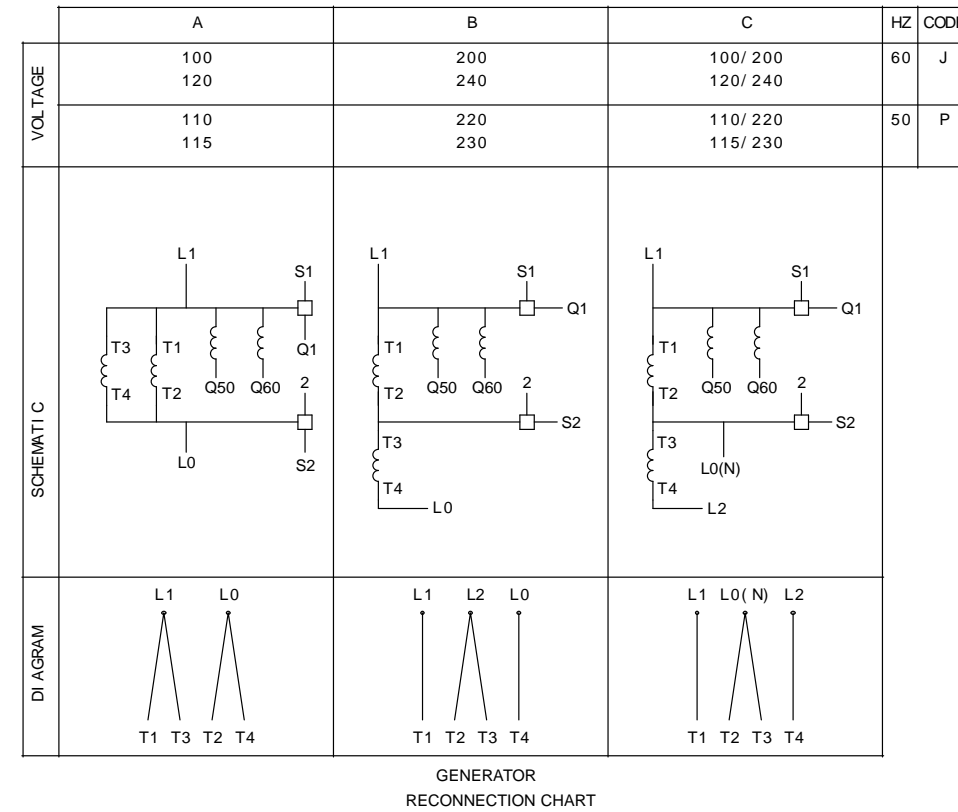 A B C HZ CODE
VOLTAGE
100 200 100/ 200 60 J
120 240 120/ 240
110 220 110/ 220 50 P
115 230 115/ 230
SCHEMATI C
L1 L1 L1
S1 S1 S1
Q1 Q1
T3 T1 Q1 T1 T1
T4 T2 Q50 Q60 2 T2 Q50 Q60 2 T2 Q50 Q60 2
S2 S2
L0 S2 T3 T3 L0(N)
T4 T4
L0 L2
DI AGRAM
L1 L0 L1 L2 L0 L1 L0( N) L2
T1 T3 T2 T4 T1 T2 T3 T4 T1 T2 T3 T4
GENERATOR
RECONNECTION CHART